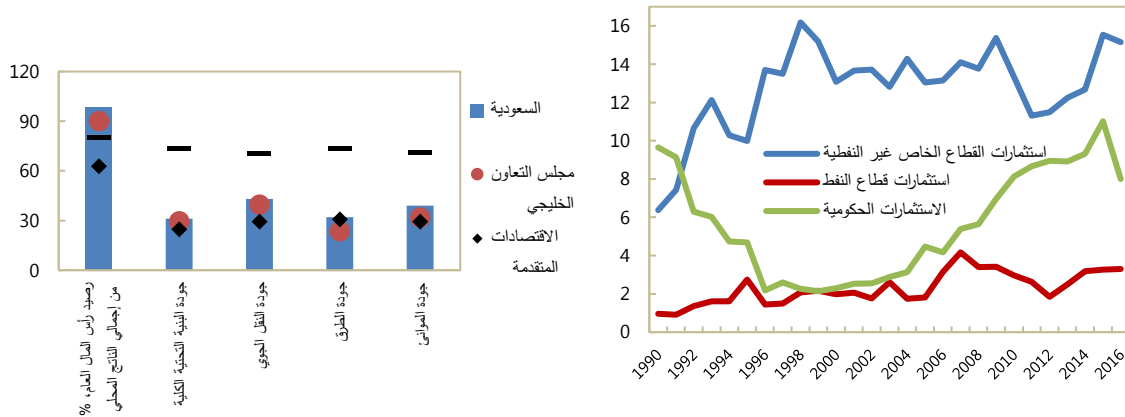 120
90
60
30
0
السعودية
مجلس التعاون
الخليجي
الاقتصادات
المتقدمة
رصيد رأس المال العام، %
من إجمالي الناتج المحلي
جودة البنية التحتية الكلية
جودة النقل الجوي
جودة الطرق
جودة الموانئ
16
14
12
10
8
6
4
2
0
استثمارات القطاع الخاص غير النفطية
استثمارات قطاع النفط
الاستثمارات الحكومية
1990
1992
1994
1996
1998
2000
2002
2004
2006
2008
2010
2012
2014
2016